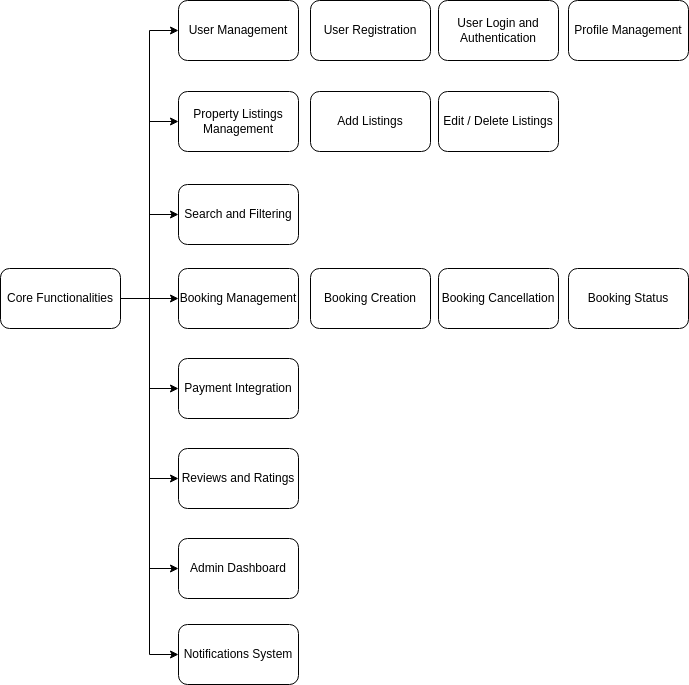 User Management
User Registration
User Login and
Authentication
Profile Management
Property Listings
Management
Add Listings
Edit / Delete Listings
Search and Filtering
Core Functionalities
Booking Management
Booking Creation
Booking Cancellation
Booking Status
Payment Integration
Reviews and Ratings
Admin Dashboard
Notifications System